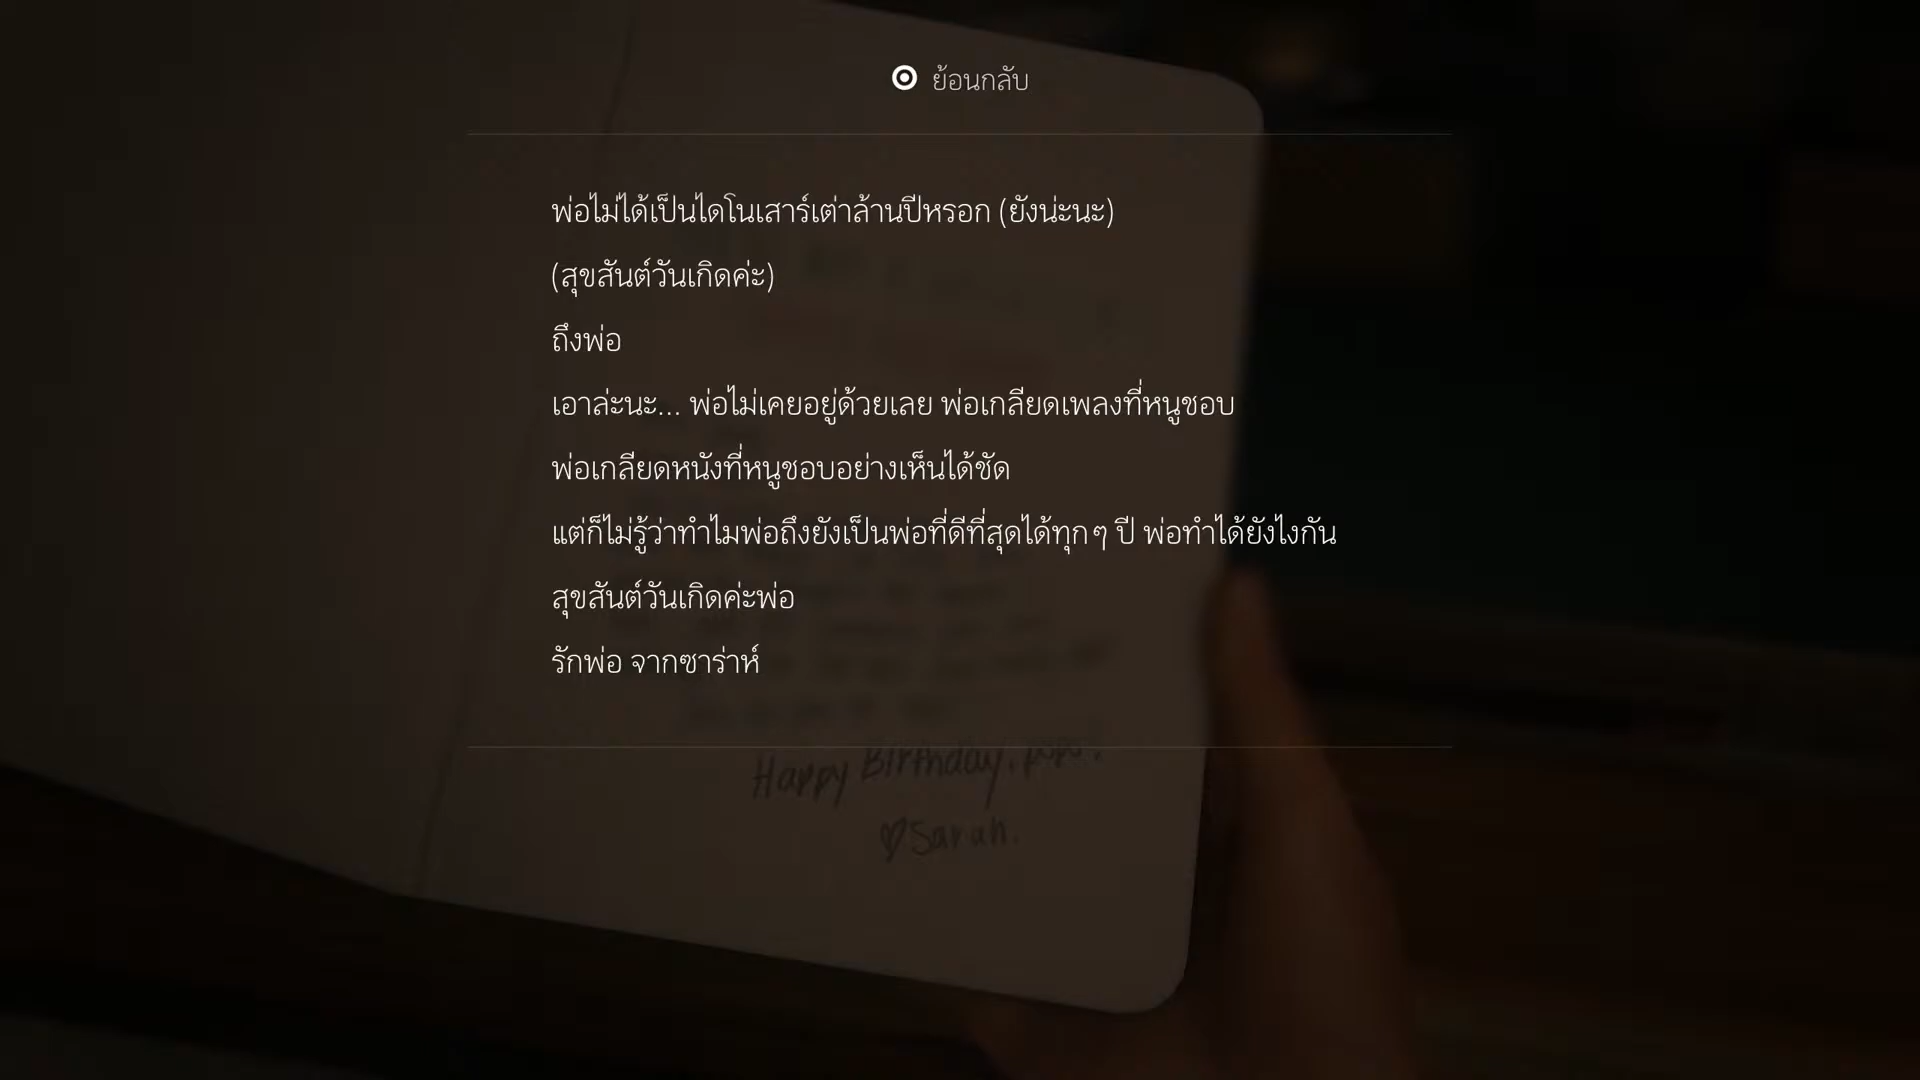 ย้อนกลับ
พ่อไม่ได้เป็นไดโนเสาร์เต่าล้านปีหรอก (ยังน่ะนะ)
(สุขสันต์วันเกิดค่ะ)
ถึงพ่อ
เอาล่ะนะ... พ่อไม่เคยอยู่ด้วยเลย พ่อเกลียดเพลงที่หนูชอบ
พ่อเกลียดหนังที่หนูชอบอย่างเห็นได้ชัด
แต่ก็ไม่รู้ว่าทำไมพ่อถึงยังเป็นพ่อที่ดีที่สุดได้ทุกๆ ปี พ่อทำได้ยังไงกัน
สุขสันต์วันเกิดค่ะพ่อ
รักพ่อ จากซาร่าห์
Happy Birthday,
Sarah.